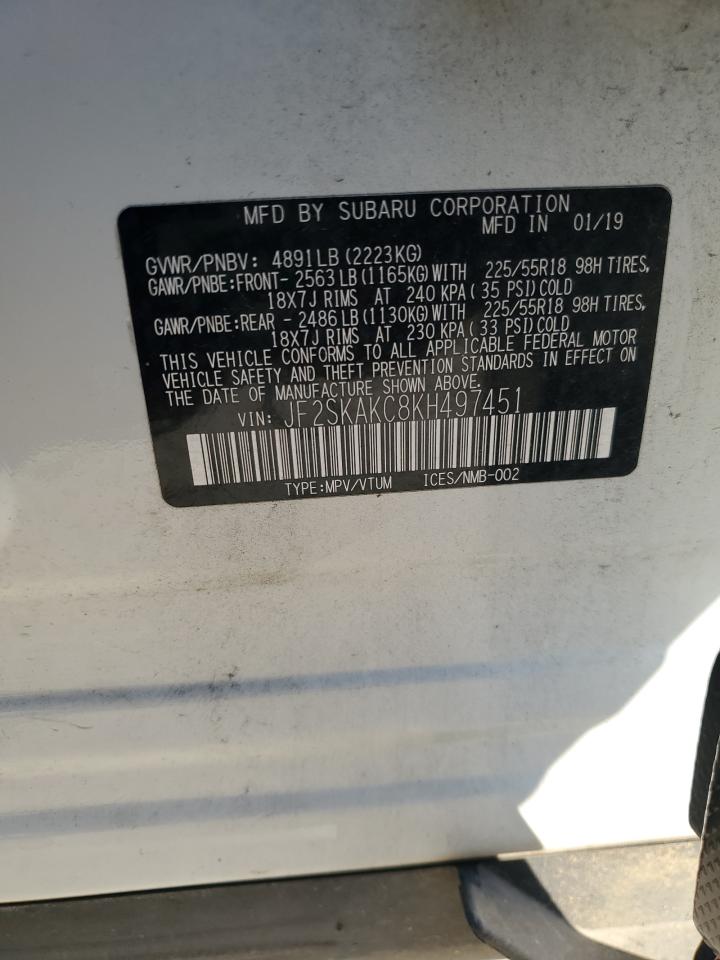 MFD BY SUBARU CORPORATION
MFD IN 01/19
GVWR/PNBV: 4891LB(2223KG)
GAWR/PNBE:FRONT- 2563LB(1165KG)WITH 225/55R18 98H TIRES,
18X7J RIMS AT 240 KPA(35 PSI)COLD
GAWR/PNBE:REAR - 2486LB(1130KG)WITH 225/55R18 98H TIRES,
18X7J RIMS AT 230 KPA(33 PSI)COLD
THIS VEHICLE CONFORMS TO ALL APPLICABLE FEDERAL MOTOR
VEHICLE SAFETY AND THEFT PREVENTION STANDARDS IN EFFECT ON
THE DATE OF MANUFACTURE SHOWN ABOVE.
VIN: JF2SKAKC8KH497451
TYPE:MPV/VTUM ICES/NMB-002